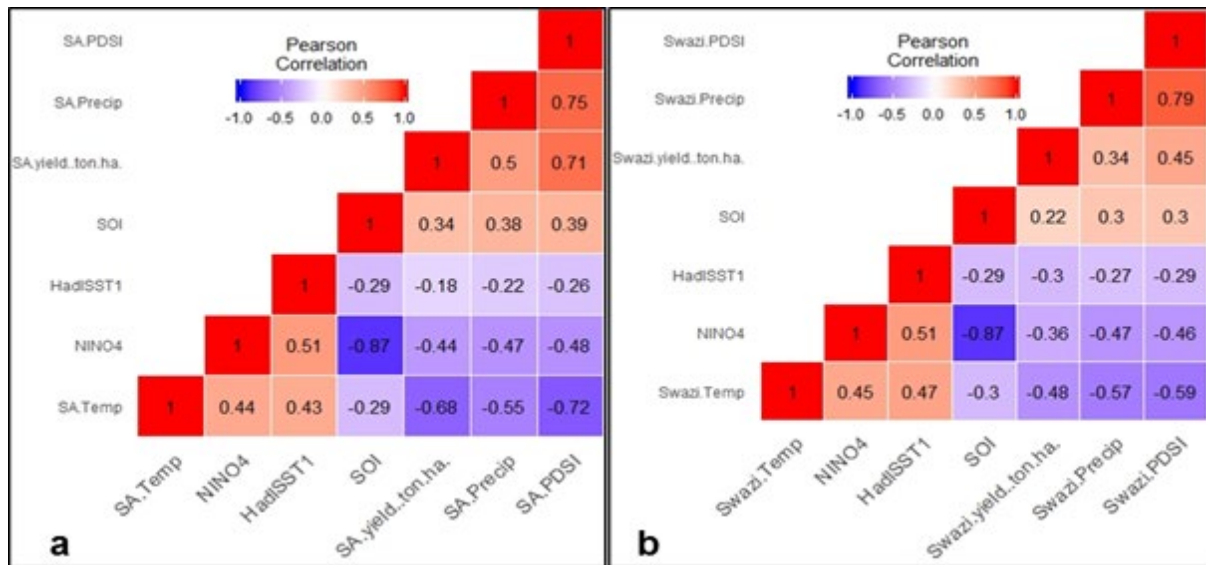 SA.PDSI 1
Pearson
Correlation
-1.0 -0.5 0.0 0.5 1.0
SA.Precip 1 0.75
SA.yield..ton.ha. 1 0.5 0.71
SOI 1 0.34 0.38 0.39
HadISST1 1 -0.29 -0.18 -0.22 -0.26
NINO4 1 0.51 -0.87 -0.44 -0.47 -0.48
SA.Temp 1 0.44 0.43 -0.29 -0.68 -0.55 -0.72
SA.Temp NINO4 HadISST1 SOI SA.yield..ton.ha. SA.Precip SA.PDSI
a
Swazi.PDSI 1
Pearson
Correlation
-1.0 -0.5 0.0 0.5 1.0
Swazi.Precip 1 0.79
Swazi.yield..ton.ha. 1 0.34 0.45
SOI 1 0.22 0.3 0.3
HadISST1 1 -0.29 -0.3 -0.27 -0.29
NINO4 1 0.51 -0.87 -0.36 -0.47 -0.46
Swazi.Temp 1 0.45 0.47 -0.3 -0.48 -0.57 -0.59
Swazi.Temp NINO4 HadISST1 SOI Swazi.yield..ton.ha. Swazi.Precip Swazi.PDSI
b